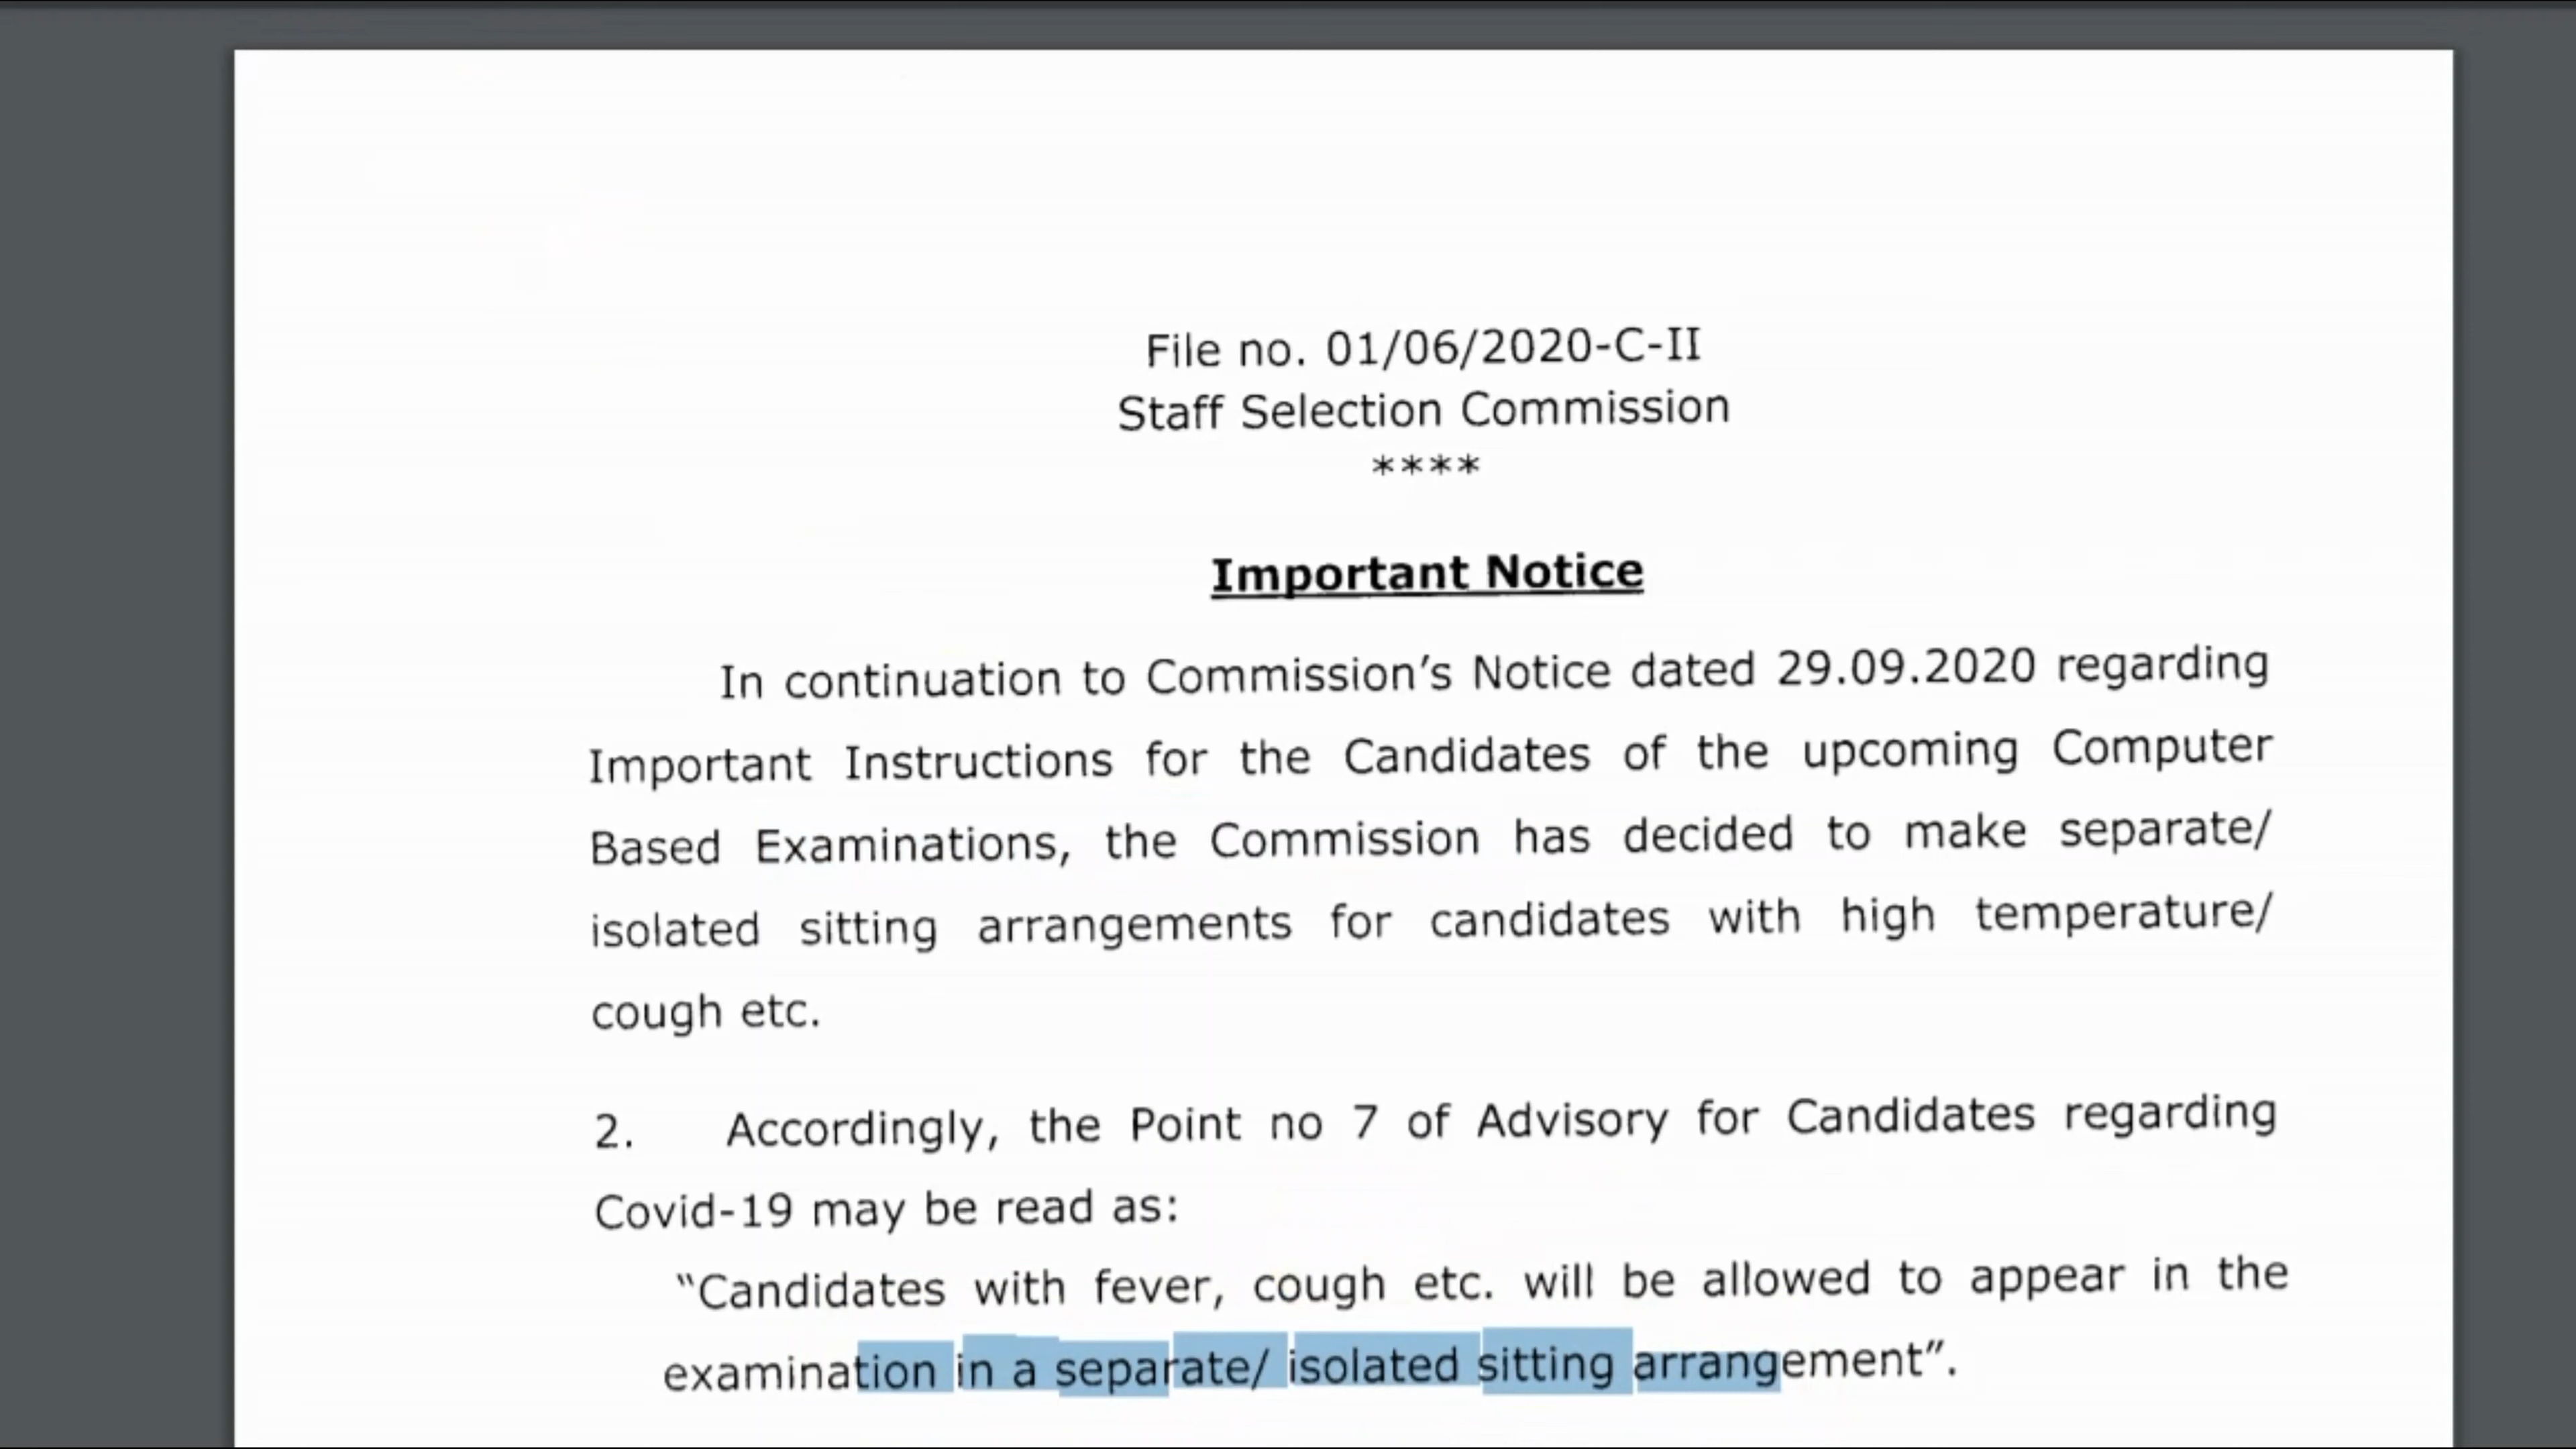 File no. 01/06/2020-C-II
Staff Selection Commission
****
Important Notice
In continuation to Commission’s Notice dated 29.09.2020 regarding
Important Instructions for the Candidates of the upcoming Computer
Based Examinations, the Commission has decided to make separate/
isolated sitting arrangements for candidates with high temperature/
cough etc.
2. Accordingly, the Point no 7 of Advisory for Candidates regarding
Covid-19 may be read as:
“Candidates with fever, cough etc. will be allowed to appear in the
examination in a separate/ isolated sitting arrangement”.